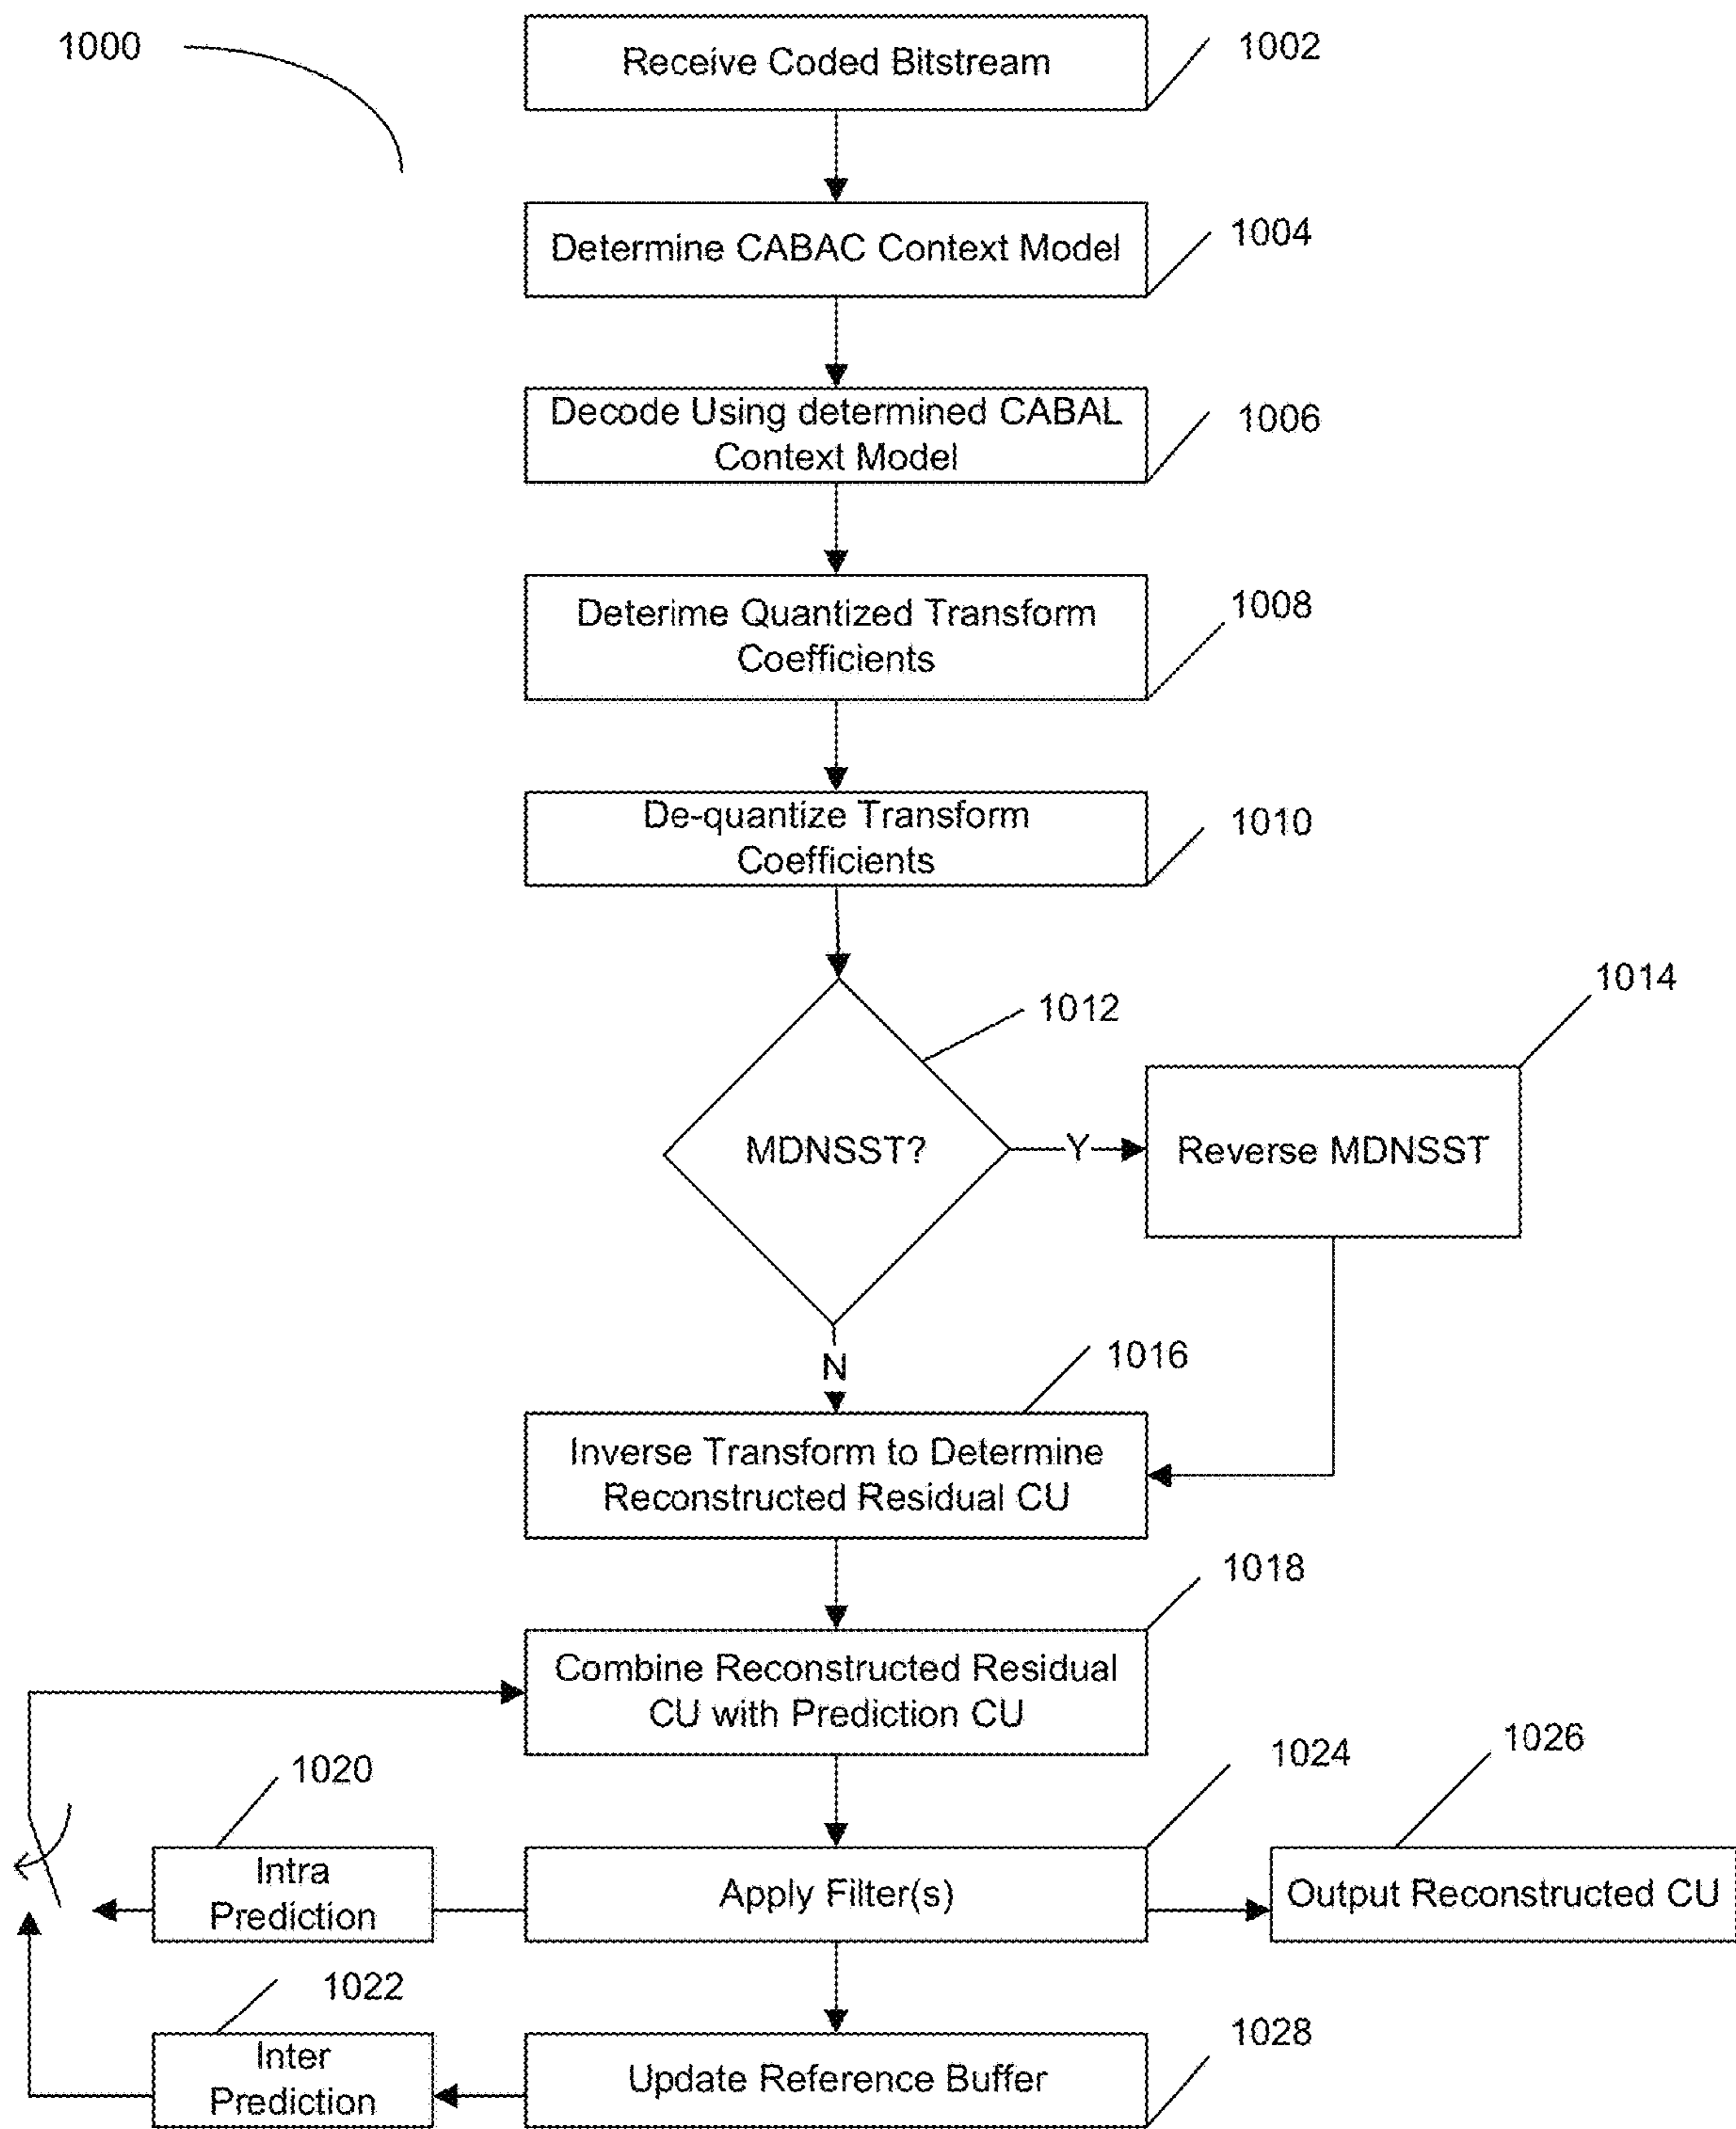 1000
Receive Coded Bitstream
1002
Determine CABAC Context Model
1004
Decode Using determined CABAL
Context Model
1006
Deterime Quantized Transform
Coefficients
1008
De-quantize Transform
Coefficients
1010
1012
1014
MDNSST?
Y
Reverse MDNSST
N
1016
Inverse Transform to Determine
Reconstructed Residual CU
1018
Combine Reconstructed Residual
CU with Prediction CU
1020
1024
1026
Intra
Prediction
Apply Filter(s)
Output Reconstructed CU
1022
Inter
Prediction
Update Reference Buffer
1028